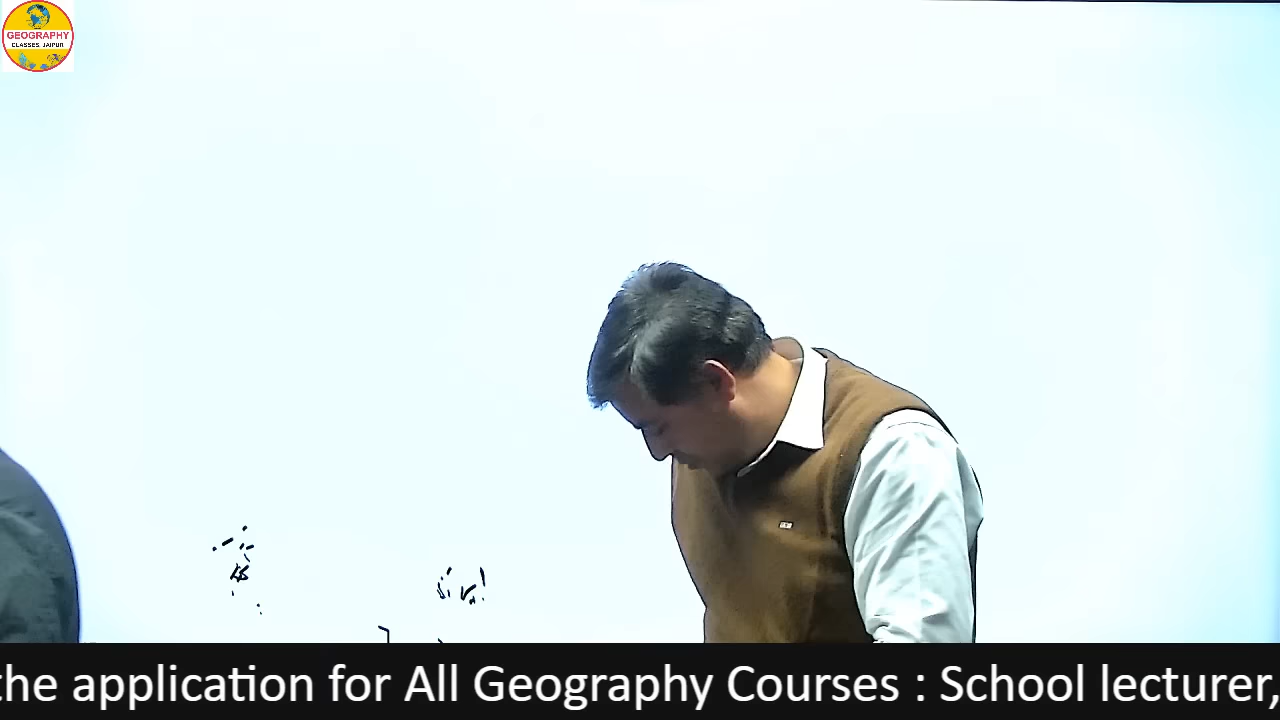 GEOGRAPHY
CLASSES JAIPUR
the application for All Geography Courses : School lecturer,